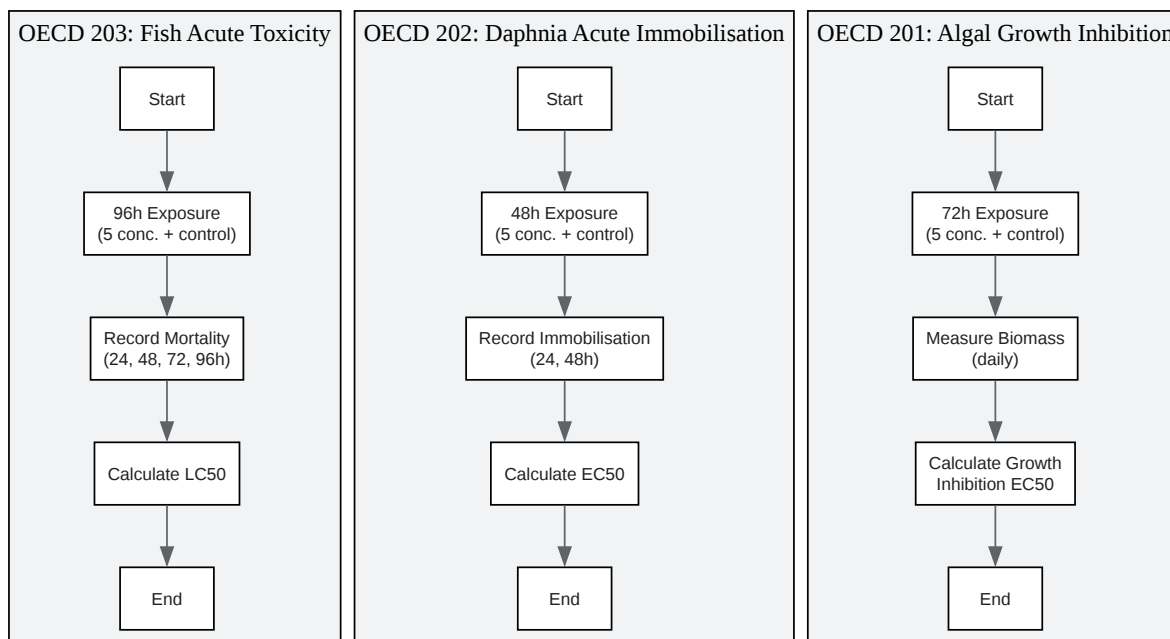 OECD 203: Fish Acute Toxicity
Start
96h Exposure
(5 conc. + control)
Record Mortality
(24, 48, 72, 96h)
Calculate LC50
End
OECD 202: Daphnia Acute Immobilisation
Start
48h Exposure
(5 conc. + control)
Record Immobilisation
(24, 48h)
Calculate EC50
End
OECD 201: Algal Growth Inhibition
Start
72h Exposure
(5 conc. + control)
Measure Biomass
(daily)
Calculate Growth
Inhibition EC50
End